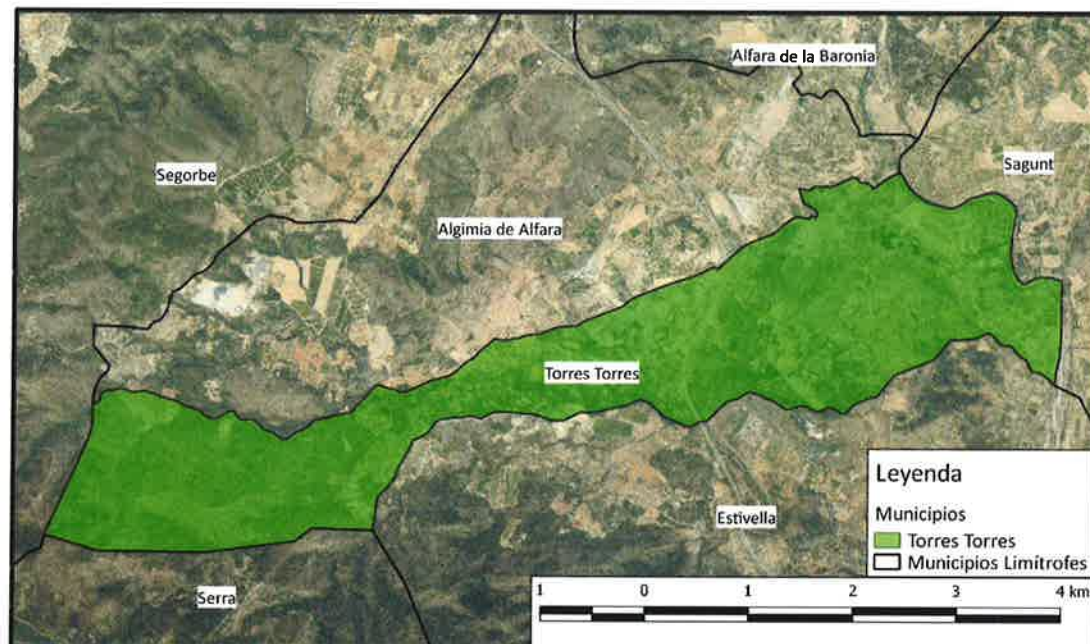 Alfara de la Baronia
Segorbe
Sagunt
Algimia de Alfara
Torres Torres
Estivella
Serra
Leyenda
Municipios
Torres Torres
Municipios Limítrofes
1 0 1 2 3 4 km